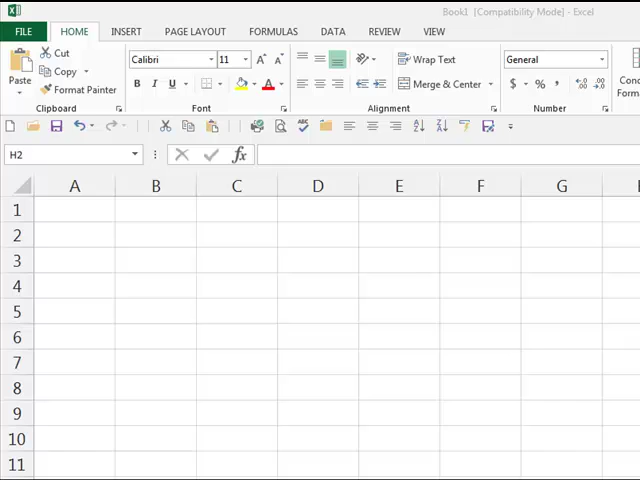 Book1 [Compatibility Mode] - Excel
FILE HOME INSERT PAGE LAYOUT FORMULAS DATA REVIEW VIEW
Paste
Cut
Copy
Format Painter
Clipboard
Calibri 11
B I U A
Font
Wrap Text
Merge & Center
Alignment
General
$ % ,
Number
H2
fx
A B C D E F G
1
2
3
4
5
6
7
8
9
10
11